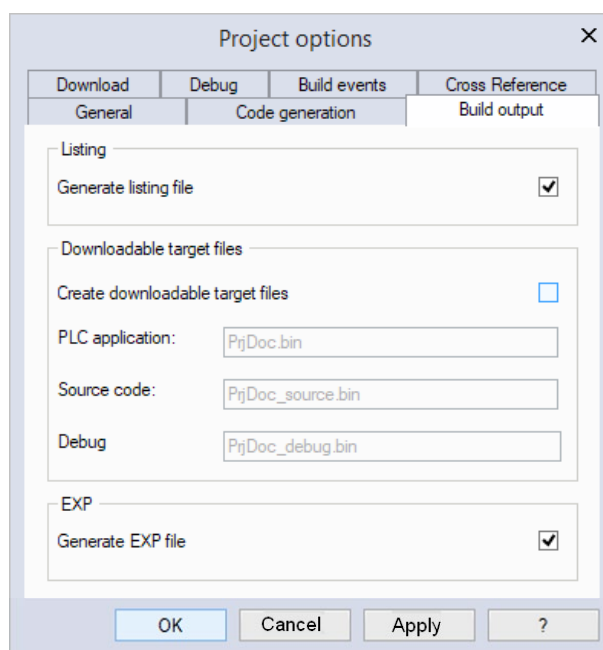 Project options
Download Debug Build events Cross Reference
General Code generation Build output
Listing
Generate listing file
Downloadable target files
Create downloadable target files
PLC application: PrjDoc.bin
Source code: PrjDoc_source.bin
Debug PrjDoc_debug.bin
EXP
Generate EXP file
OK Cancel Apply ?